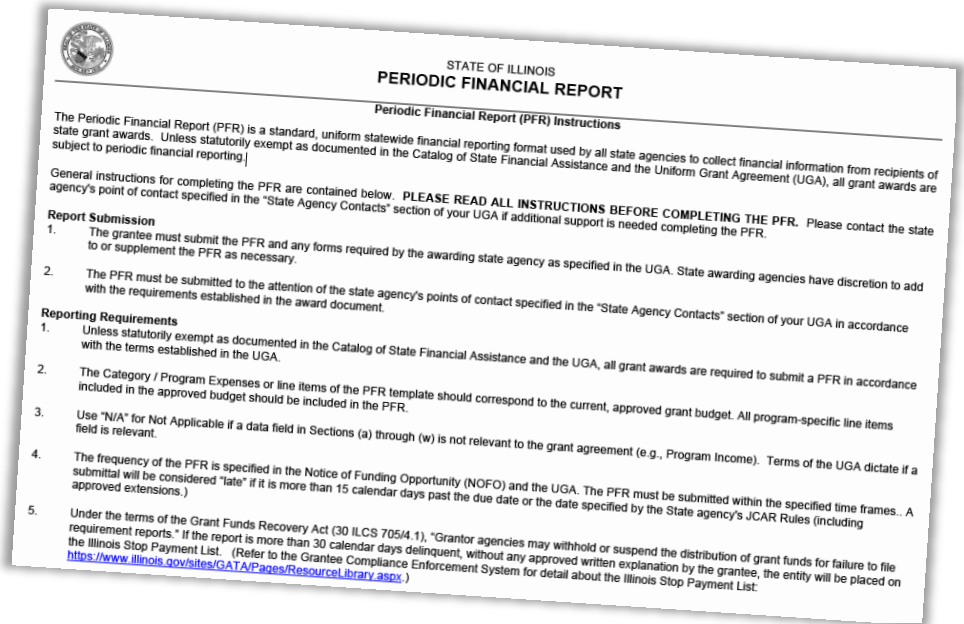 STATE OF ILLINOIS
PERIODIC FINANCIAL REPORT
Periodic Financial Report (PFR) Instructions
The Periodic Financial Report (PFR) is a standard, uniform statewide financial reporting format used by all state agencies to collect financial information from recipients of
state grant awards. Unless statutorily exempt as documented in the Catalog of State Financial Assistance and the Uniform Grant Agreement (UGA), all grant awards are
subject to periodic financial reporting.
General instructions for completing the PFR are contained below. PLEASE READ ALL INSTRUCTIONS BEFORE COMPLETING THE PFR. Please contact the state
agency's point of contact specified in the "State Agency Contacts" section of your UGA if additional support is needed completing the PFR.
Report Submission
1. The grantee must submit the PFR and any forms required by the awarding state agency as specified in the UGA. State awarding agencies have discretion to add
to or supplement the PFR as necessary.
2. The PFR must be submitted to the attention of the state agency's points of contact specified in the "State Agency Contacts" section of your UGA in accordance
with the requirements established in the award document.
Reporting Requirements
1. Unless statutorily exempt as documented in the Catalog of State Financial Assistance and the UGA, all grant awards are required to submit a PFR in accordance
with the terms established in the UGA.
2. The Category / Program Expenses or line items of the PFR template should correspond to the current, approved grant budget. All program-specific line items
included in the approved budget should be included in the PFR.
3. Use "N/A" for Not Applicable if a data field in Sections (a) through (w) is not relevant to the grant agreement (e.g., Program Income). Terms of the UGA dictate if a
field is relevant.
4. The frequency of the PFR is specified in the Notice of Funding Opportunity (NOFO) and the UGA. The PFR must be submitted within the specified time frames.. A
submittal will be considered "late" if it is more than 15 calendar days past the due date or the date specified by the State agency's JCAR Rules (including
approved extensions.)
5. Under the terms of the Grant Funds Recovery Act (30 ILCS 705/4.1), "Grantor agencies may withhold or suspend the distribution of grant funds for failure to file
requirement reports." If the report is more than 30 calendar days delinquent, without any approved written explanation by the grantee, the entity will be placed on
the Illinois Stop Payment List. (Refer to the Grantee Compliance Enforcement System for detail about the Illinois Stop Payment List:
https://www.illinois.gov/sites/GATA/Pages/ResourceLibrary.aspx.)